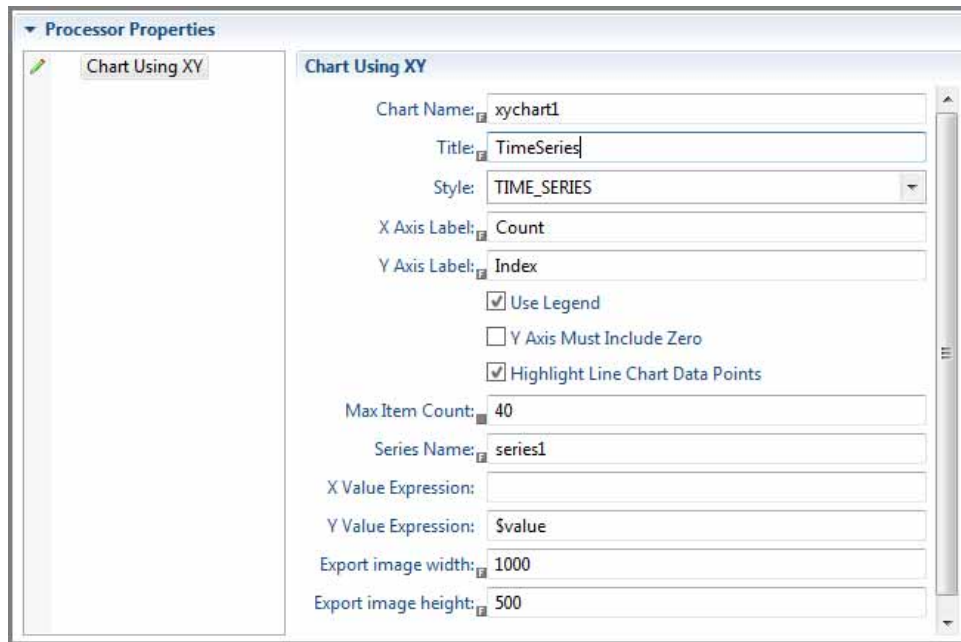 Processor Properties
Chart Using XY
Chart Using XY
Chart Name: xychart1
Title: TimeSeries
Style: TIME_SERIES
X Axis Label: Count
Y Axis Label: Index
Use Legend
Y Axis Must Include Zero
Highlight Line Chart Data Points
Max Item Count: 40
Series Name: series1
X Value Expression:
Y Value Expression: $value
Export image width: 1000
Export image height: 500